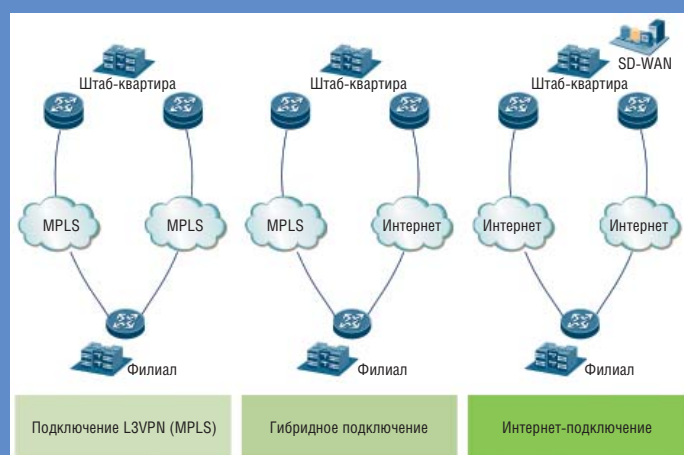 SD-WAN
Штаб-квартира
Штаб-квартира
Штаб-квартира
MPLS
MPLS
MPLS
Интернет
Интернет
Интернет
Филиал
Филиал
Филиал
Подключение L3VPN (MPLS)
Гибридное подключение
Интернет-подключение